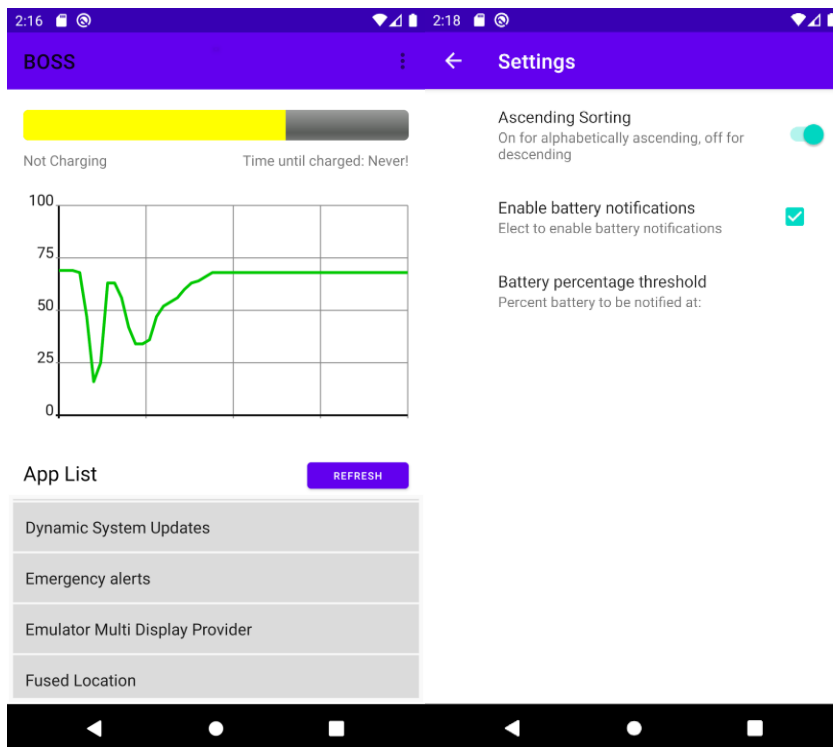 2:16
BOSS
Not Charging Time until charged: Never!
100
75
50
25
0
App List REFRESH
Dynamic System Updates
Emergency alerts
Emulator Multi Display Provider
Fused Location
2:18
Settings
Ascending Sorting
On for alphabetically ascending, off for
descending
Enable battery notifications
Elect to enable battery notifications
Battery percentage threshold
Percent battery to be notified at: